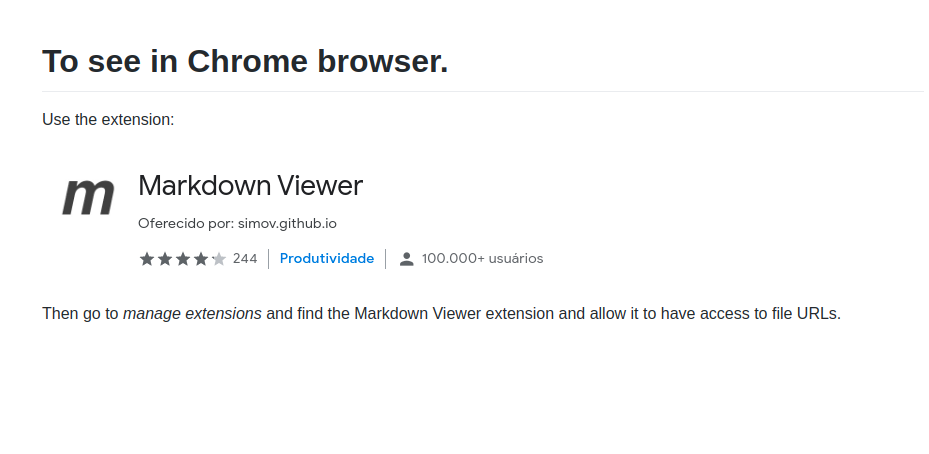 To see in Chrome browser.
Use the extension:
m
Markdown Viewer
Oferecido por: simov.github.io
244 Produtividade 100.000+ usuários
Then go to manage extensions and find the Markdown Viewer extension and allow it to have access to file URLs.